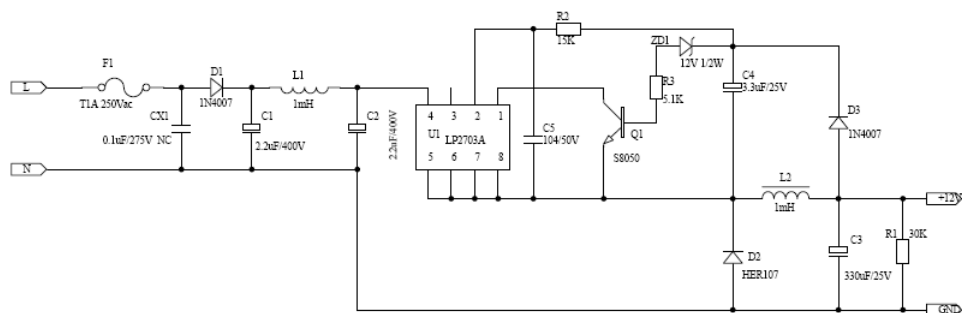 R2
15K
ZD1
12V 1/2W
F1
D1
L1
R3
5.1K
C4
3.3uF/25V
L
T1A 250Vac
1N4007
1mH
4 3 2 1
D3
1N4007
CX1
C1
C2
U1
LP2703A
C5
104/50V
Q1
0.1uF/275V NC
2.2uF/400V
2.2uF/400V
5 6 7 8
S8050
N
L2
1mH
+12V
D2
HER107
C3
330uF/25V
R1
30K
GND